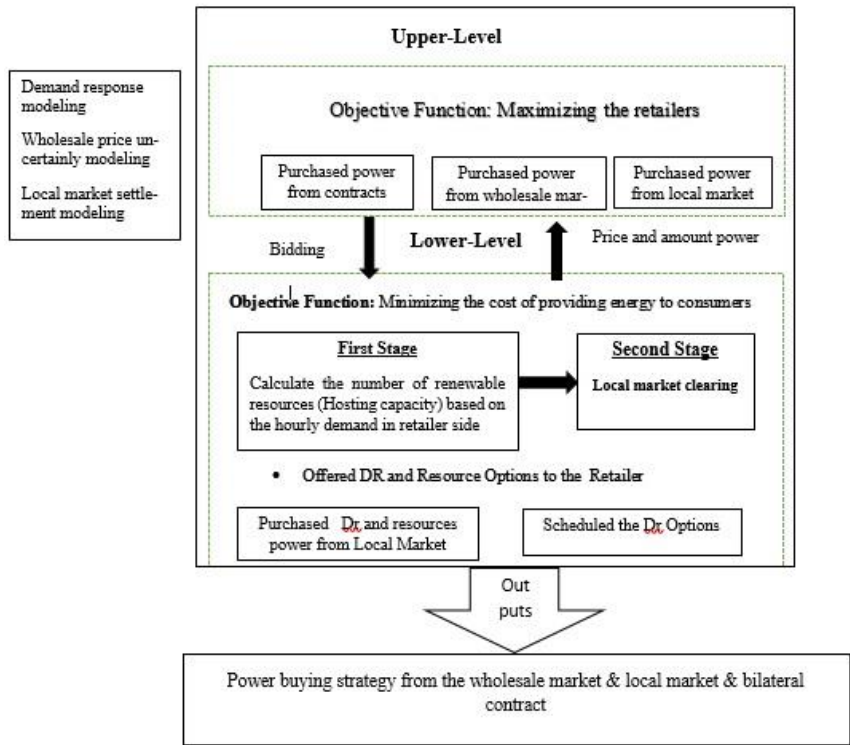 Upper-Level
Demand response
modeling
Wholesale price un-
certainly modeling
Local market settle-
ment modeling
Objective Function: Maximizing the retailers
Purchased power
from contracts
Purchased power
from wholesale mar-
Purchased power
from local market
Bidding
Lower-Level
Price and amount power
Objective Function: Minimizing the cost of providing energy to consumers
First Stage
Calculate the number of renewable
resources (Hosting capacity) based on
the hourly demand in retailer side
Second Stage
Local market clearing
• Offered DR and Resource Options to the Retailer
Purchased Dr and resources
power from Local Market
Scheduled the Dr Options
Out
puts
Power buying strategy from the wholesale market & local market & bilateral
contract